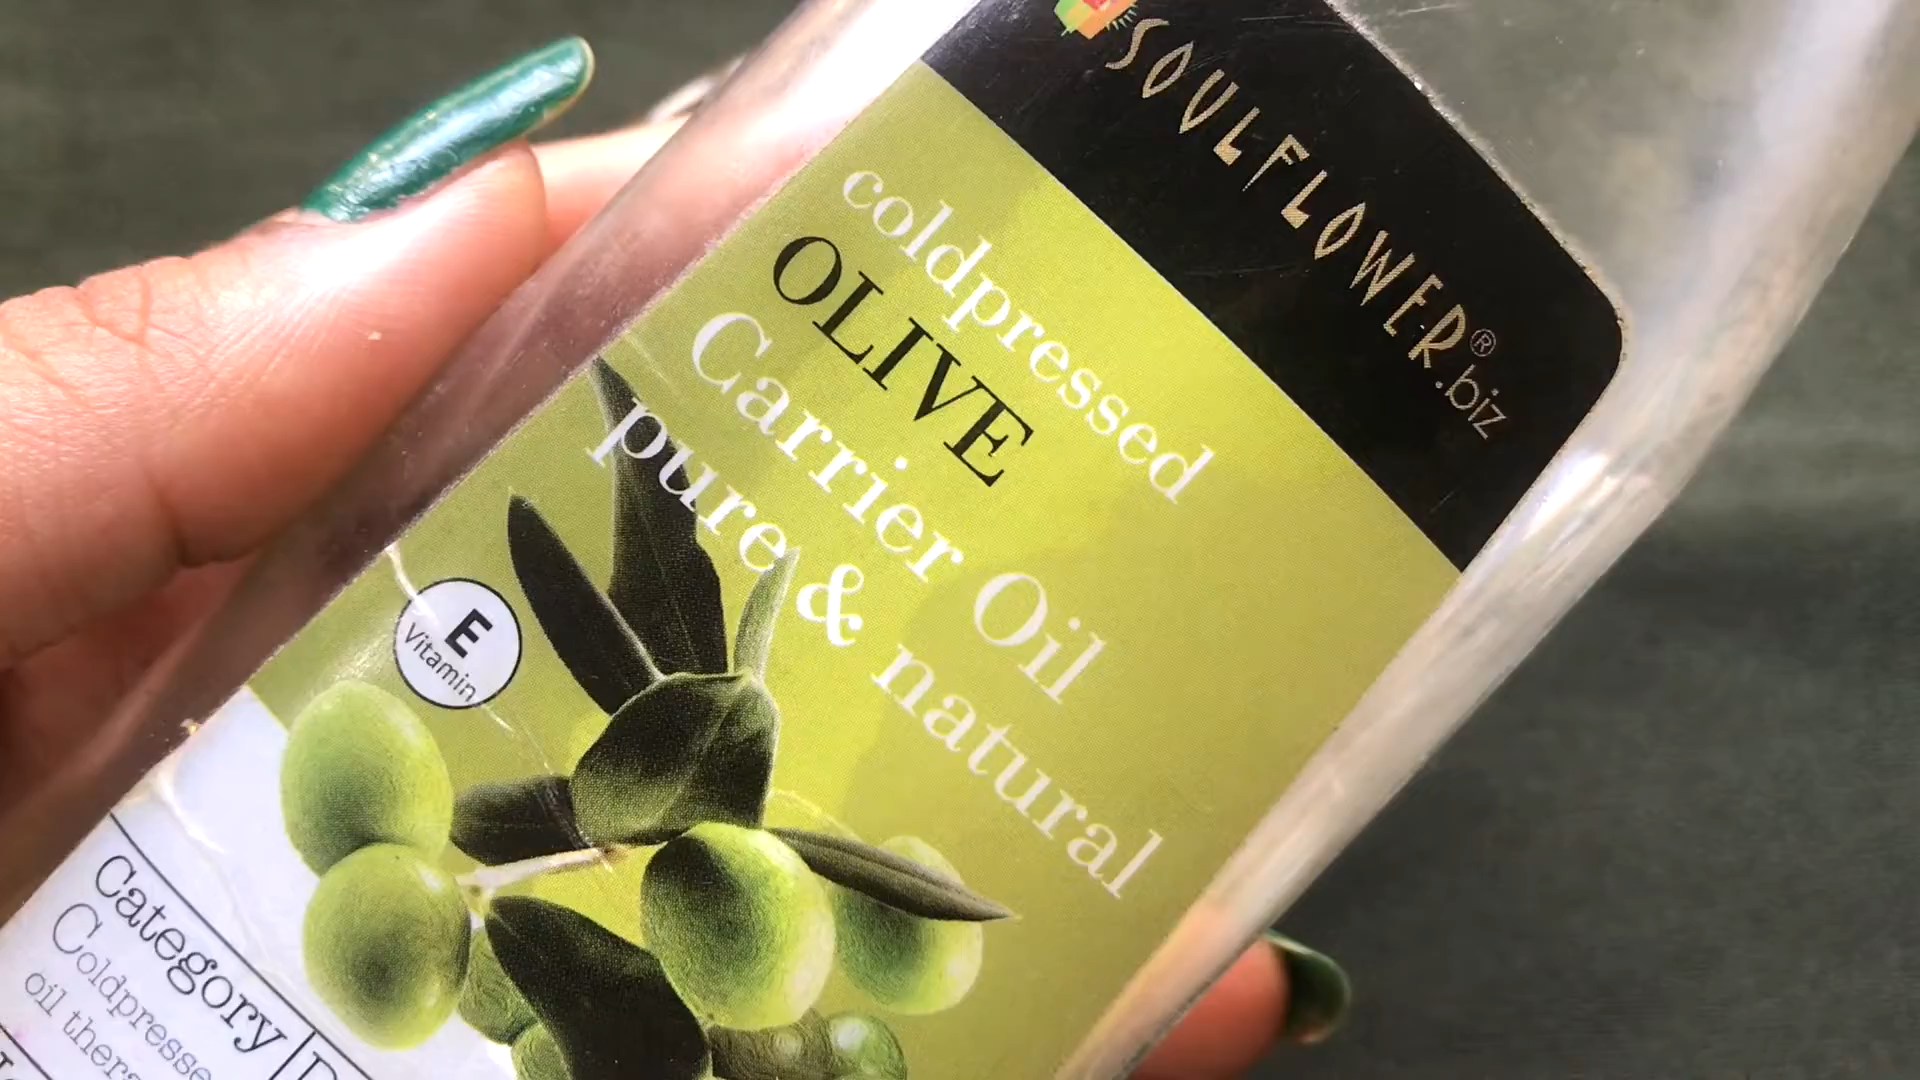 SOULFLOWER®.biz
coldpressed
OLIVE
Carrier Oil
pure & natural
E
Vitamin
Category
Coldpresse
oil thera